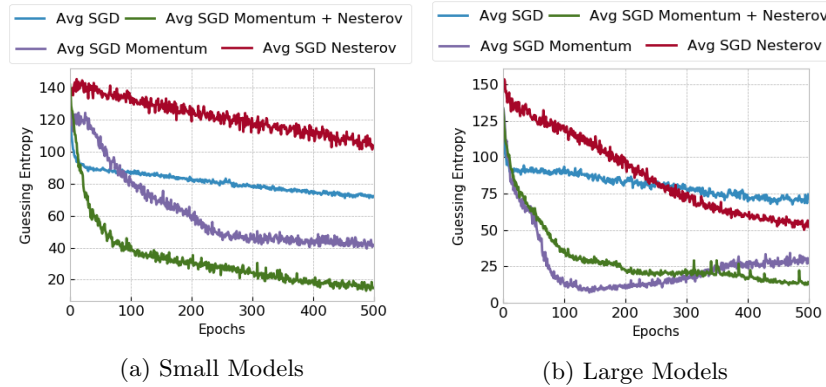 Avg SGD
Avg SGD Momentum + Nesterov
Avg SGD Momentum
Avg SGD Nesterov
140
120
100
80
60
40
20
0
100
200
300
400
500
Guessing Entropy
Epochs
(a) Small Models
Avg SGD
Avg SGD Momentum + Nesterov
Avg SGD Momentum
Avg SGD Nesterov
150
125
100
75
50
25
0
0
100
200
300
400
500
Guessing Entropy
Epochs
(b) Large Models